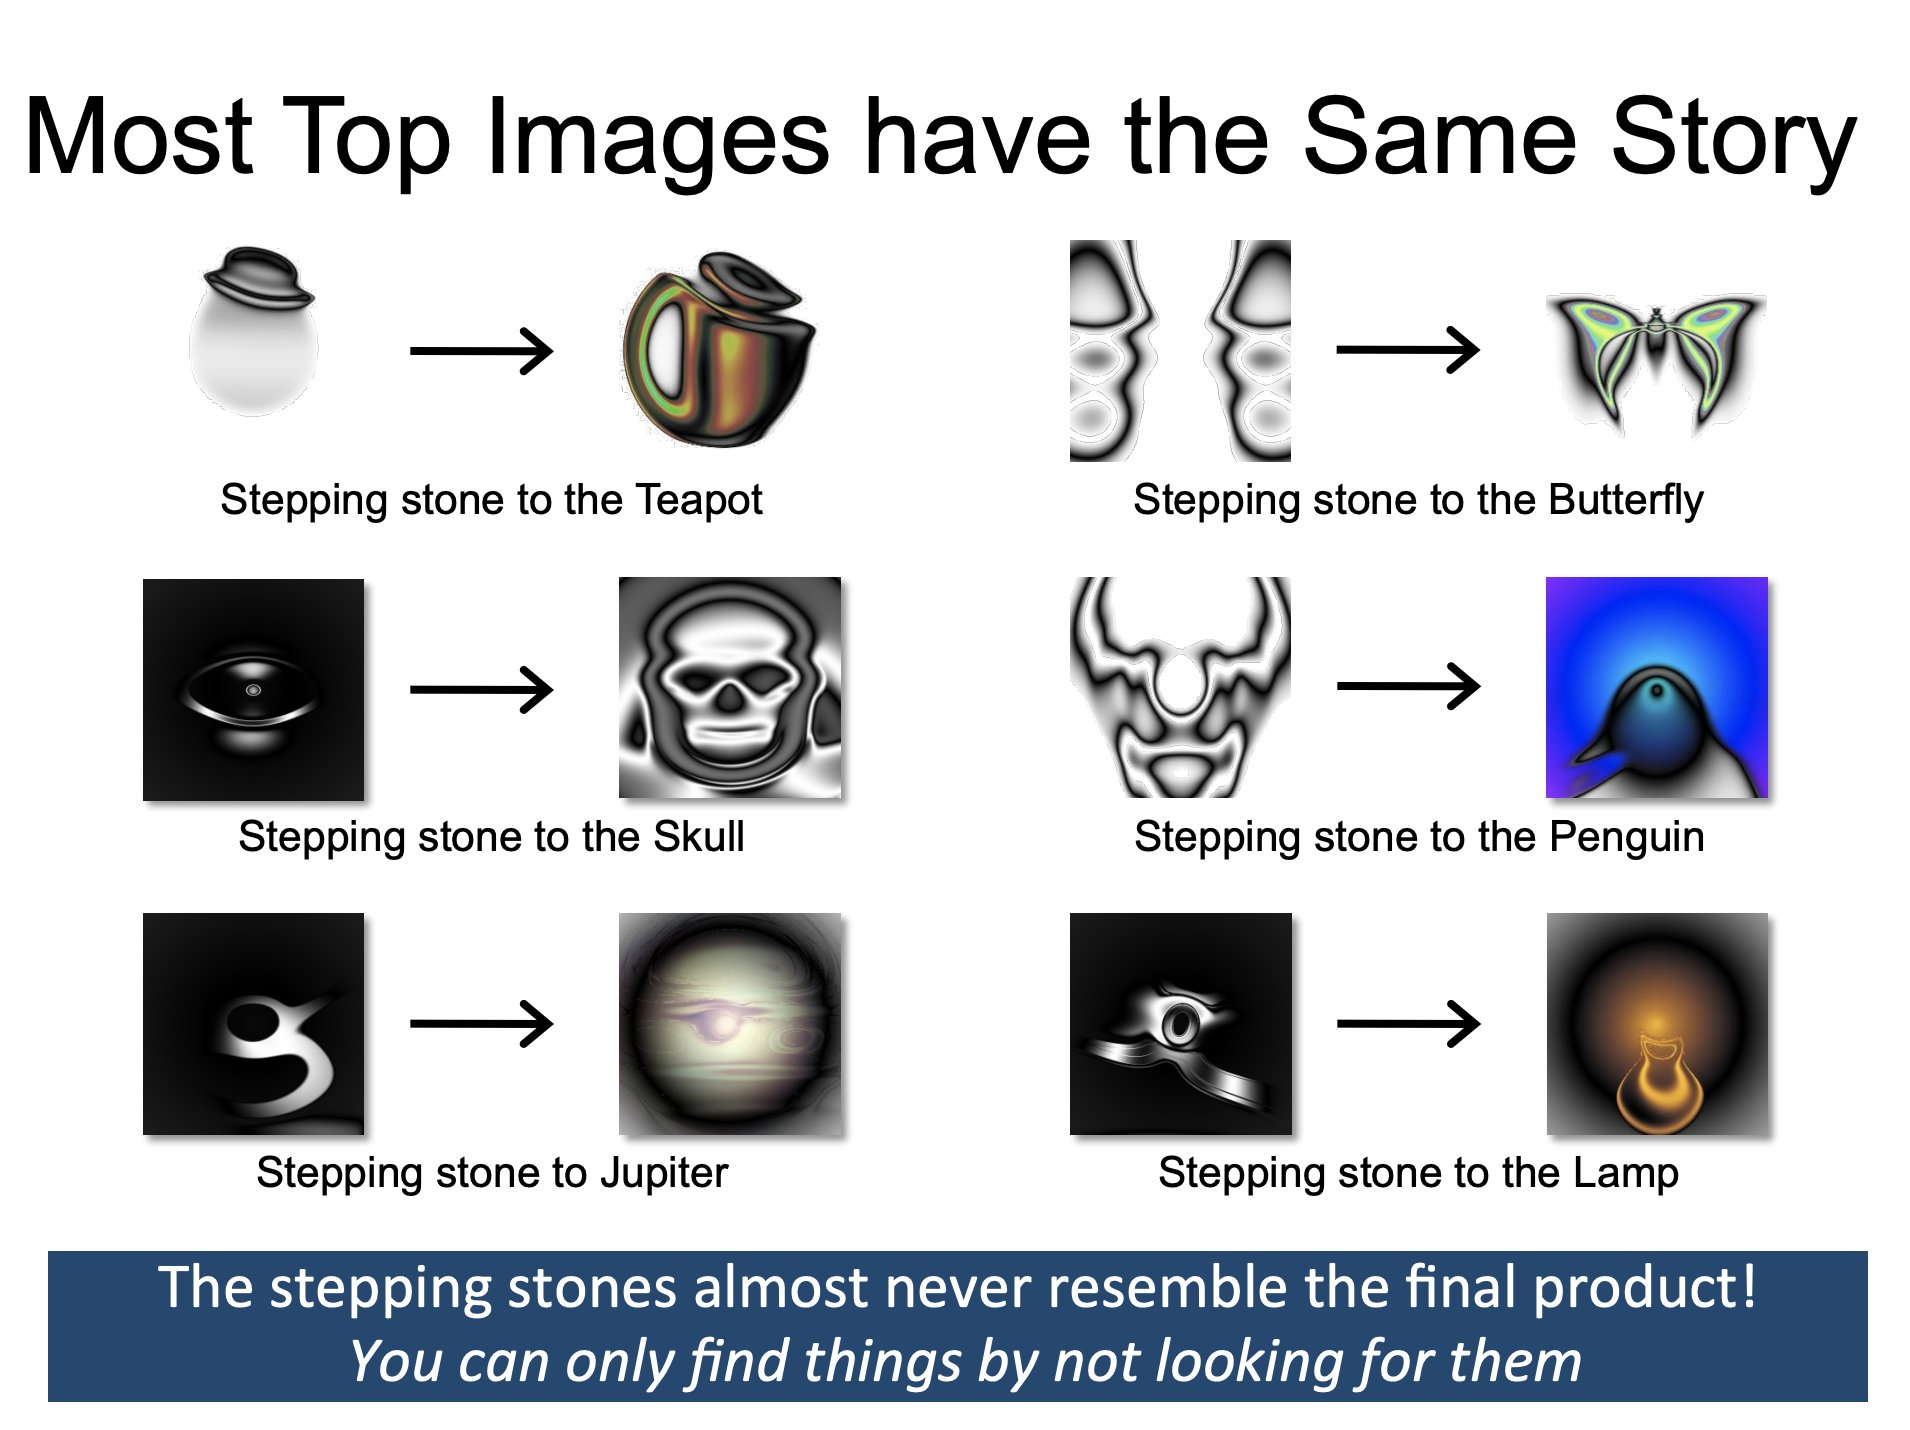 Most Top Images have the Same Story
Stepping stone to the Teapot
Stepping stone to the Butterfly
Stepping stone to the Skull
Stepping stone to the Penguin
Stepping stone to Jupiter
Stepping stone to the Lamp
The stepping stones almost never resemble the final product!
You can only find things by not looking for them